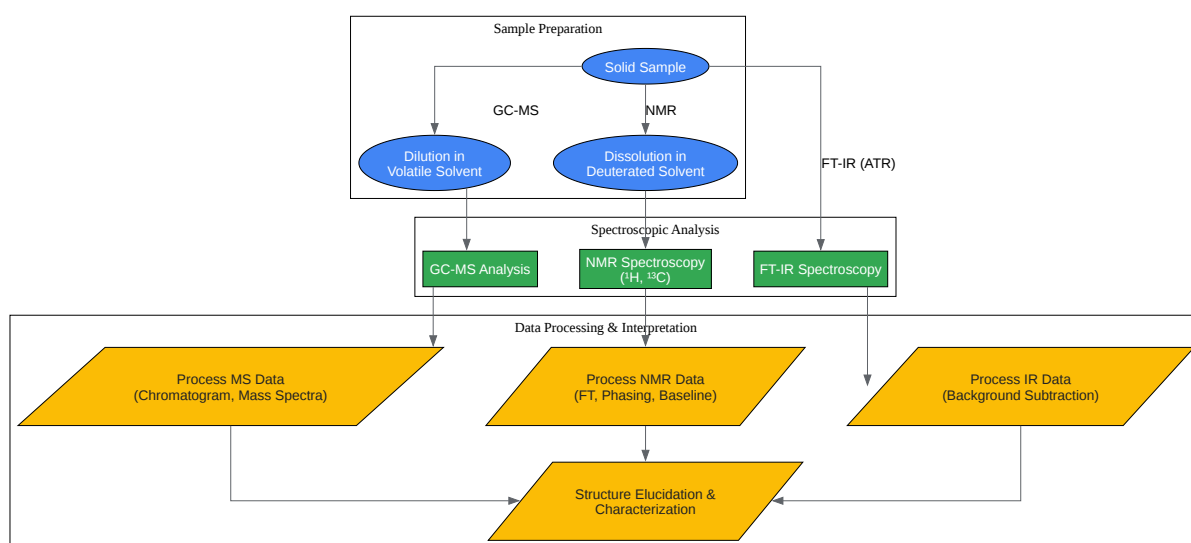 Sample Preparation
Solid Sample
GC-MS
NMR
Dilution in
Volatile Solvent
Dissolution in
Deuterated Solvent
FT-IR (ATR)
Spectroscopic Analysis
GC-MS Analysis
NMR Spectroscopy
(¹H, ¹³C)
FT-IR Spectroscopy
Data Processing & Interpretation
Process MS Data
(Chromatogram, Mass Spectra)
Process NMR Data
(FT, Phasing, Baseline)
Process IR Data
(Background Subtraction)
Structure Elucidation &
Characterization